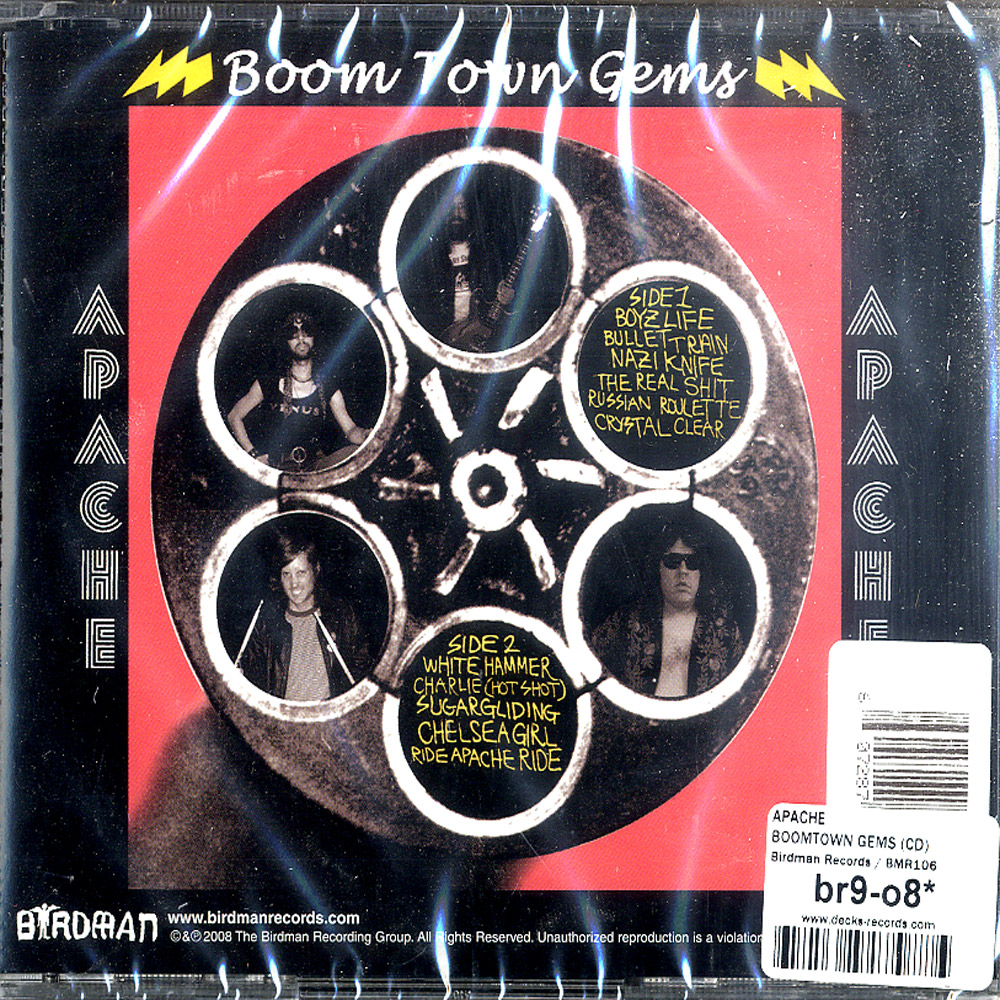 Boom Town Gems
APACHE
APACHE
VENUS
SIDE 1
BOYZ LIFE
BULLET TRAIN
NAZI KNIFE
THE REAL SHIT
RUSSIAN ROULETTE
CRYSTAL CLEAR
SIDE 2
WHITE HAMMER
CHARLIE (HOT SHOT)
SUGARGLIDING
CHELSEA GIRL
RIDE APACHE RIDE
APACHE
BOOMTOWN GEMS (CD)
Birdman Records / BMR106
br9-o8*
www.decks-records.com
BIRDMAN
www.birdmanrecords.com
©&℗ 2008 The Birdman Recording Group. All Rights Reserved. Unauthorized reproduction is a violation